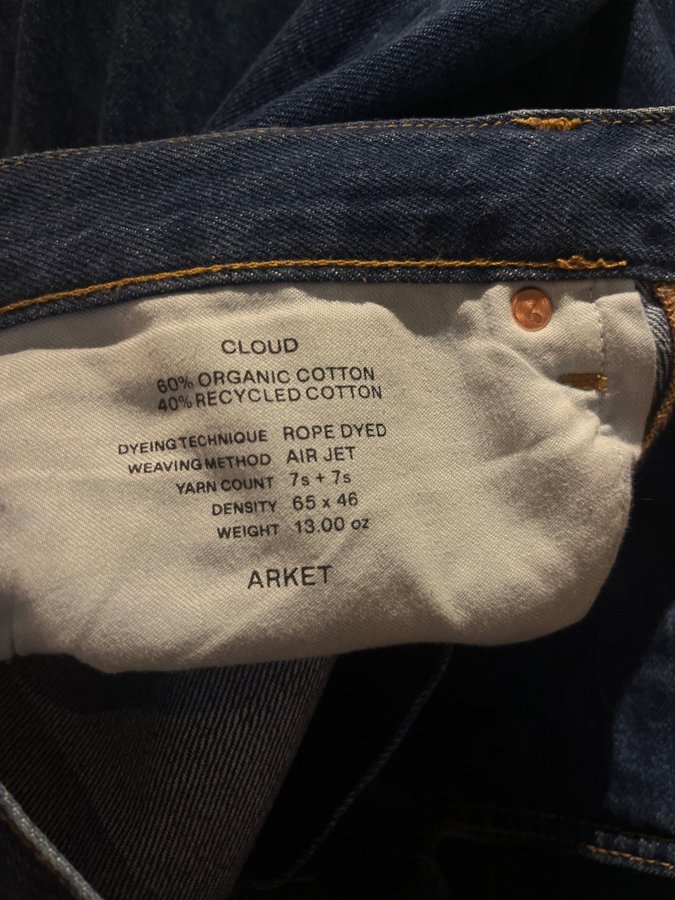 CLOUD
60% ORGANIC COTTON
40% RECYCLED COTTON
DYEING TECHNIQUE ROPE DYED
WEAVING METHOD AIR JET
YARN COUNT 7s + 7s
DENSITY 65 x 46
WEIGHT 13.00 oz
ARKET